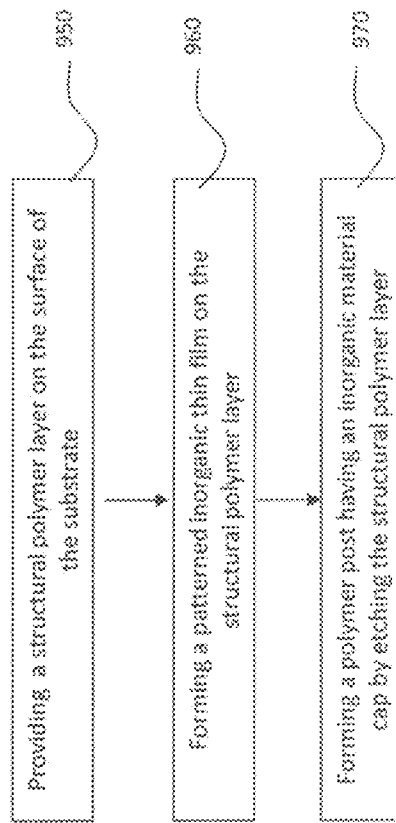 Providing a structural polymer layer on the surface of
the substrate
950
Forming a patterned inorganic thin film on the
structural polymer layer
960
Forming a polymer post having an inorganic material
cap by etching the structural polymer layer
970